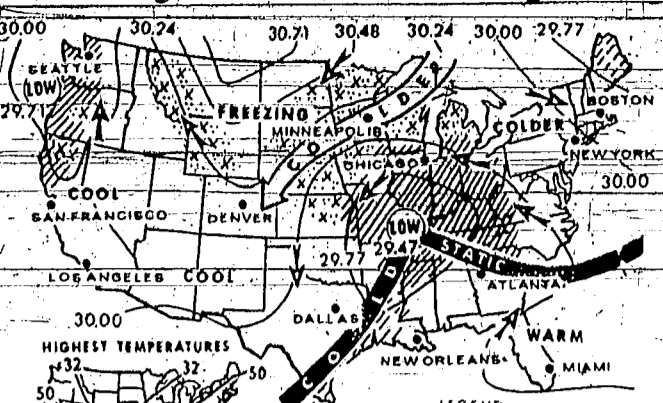 30.00 30.24 30.71 30.48 30.24 30.00 29.77
SEATTLE
LOW
29.71
FREEZING
MINNEAPOLIS
COLDER
COLDER
BOSTON
CHICAGO
NEW YORK
30.00
COOL
SAN FRANCISCO
DENVER
LOW
29.47
29.77
STATIC
COLD
LOS ANGELES
COOL
ATLANTA
30.00
DALLAS
WARM
HIGHEST TEMPERATURES
NEW ORLEANS
MIAMI
32 32 50
50
LEGEND